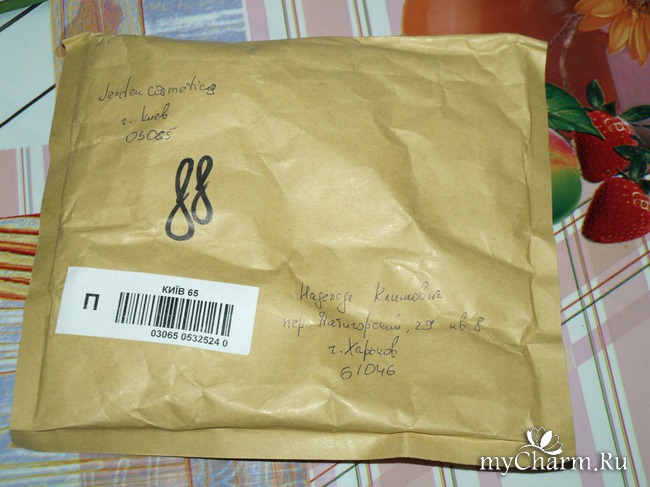 Jerden cosmetics
г. Киев
03065
88
КИЇВ 65
П
03065 0532524 0
Надежде Климович
пер. Пятигорский, 29 кв. 8
г. Харьков
61046
myCharm.Ru